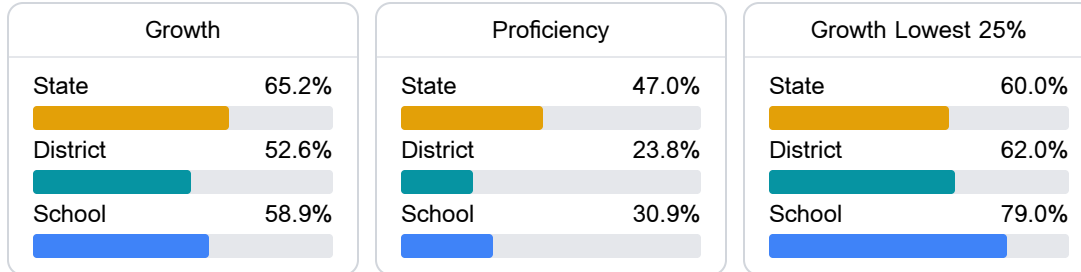 Growth
State 65.2%
District 52.6%
School 58.9%
Proficiency
State 47.0%
District 23.8%
School 30.9%
Growth Lowest 25%
State 60.0%
District 62.0%
School 79.0%